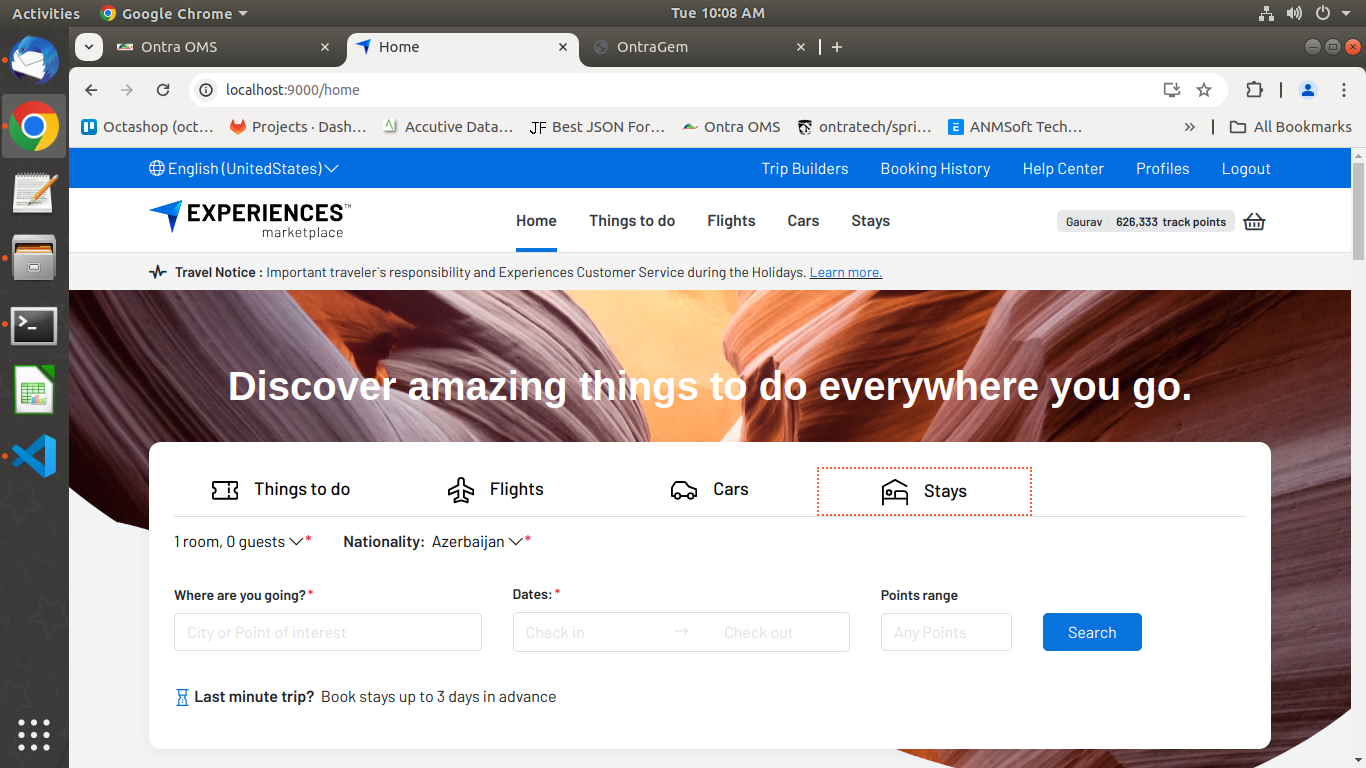 Activities Google Chrome Tue 10:08 AM
Ontra OMS Home OntraGem
localhost:9000/home
Octashop (oct… Projects · Dash… Accutive Data… JF Best JSON For… Ontra OMS ontratech/spri… E ANMSoft Tech… » All Bookmarks
English (UnitedStates) Trip Builders Booking History Help Center Profiles Logout
EXPERIENCES™
marketplace
Home Things to do Flights Cars Stays Gaurav 626,333 track points
Travel Notice : Important traveler`s responsibility and Experiences Customer Service during the Holidays. Learn more.
Discover amazing things to do everywhere you go.
Things to do Flights Cars Stays
1 room, 0 guests * Nationality: Azerbaijan *
Where are you going?* Dates:* Points range
City or Point of interest Check in → Check out Any Points Search
Last minute trip? Book stays up to 3 days in advance